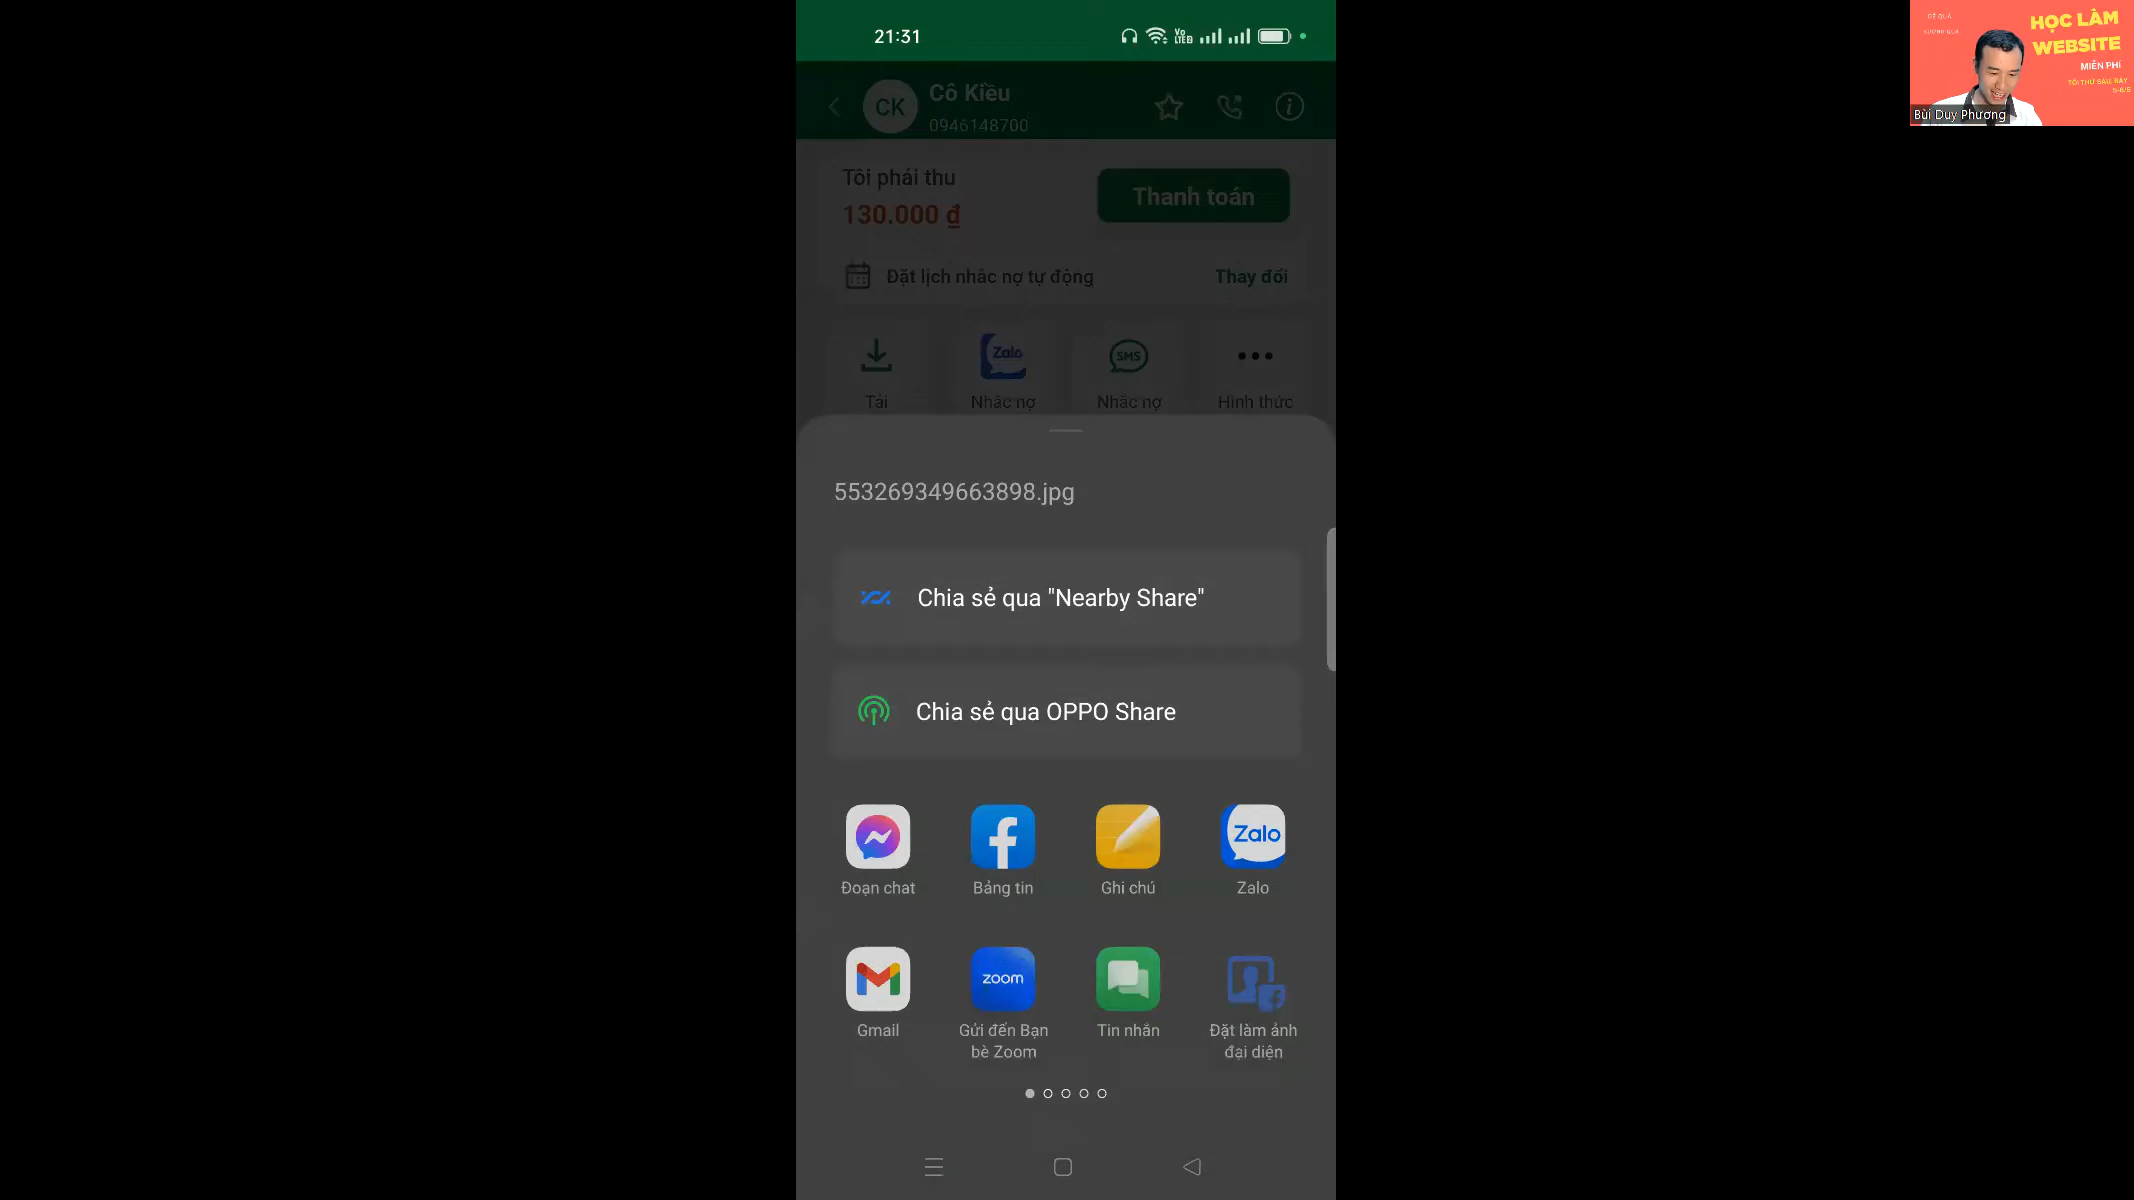 21:31
CK
Cô Kiều
0946148700
Tôi phải thu
130.000 ₫
Thanh toán
Đặt lịch nhắc nợ tự động
Thay đổi
Zalo
SMS
Tải
Nhắc nợ
Nhắc nợ
Hình thức
553269349663898.jpg
Chia sẻ qua "Nearby Share"
Chia sẻ qua OPPO Share
Zalo
Đoạn chat
Bảng tin
Ghi chú
Zalo
zoom
Gmail
Gửi đến Bạn
bè Zoom
Tin nhắn
Đặt làm ảnh
đại diện
HỌC LÀM
WEBSITE
MIỄN PHÍ
Bùi Duy Phương